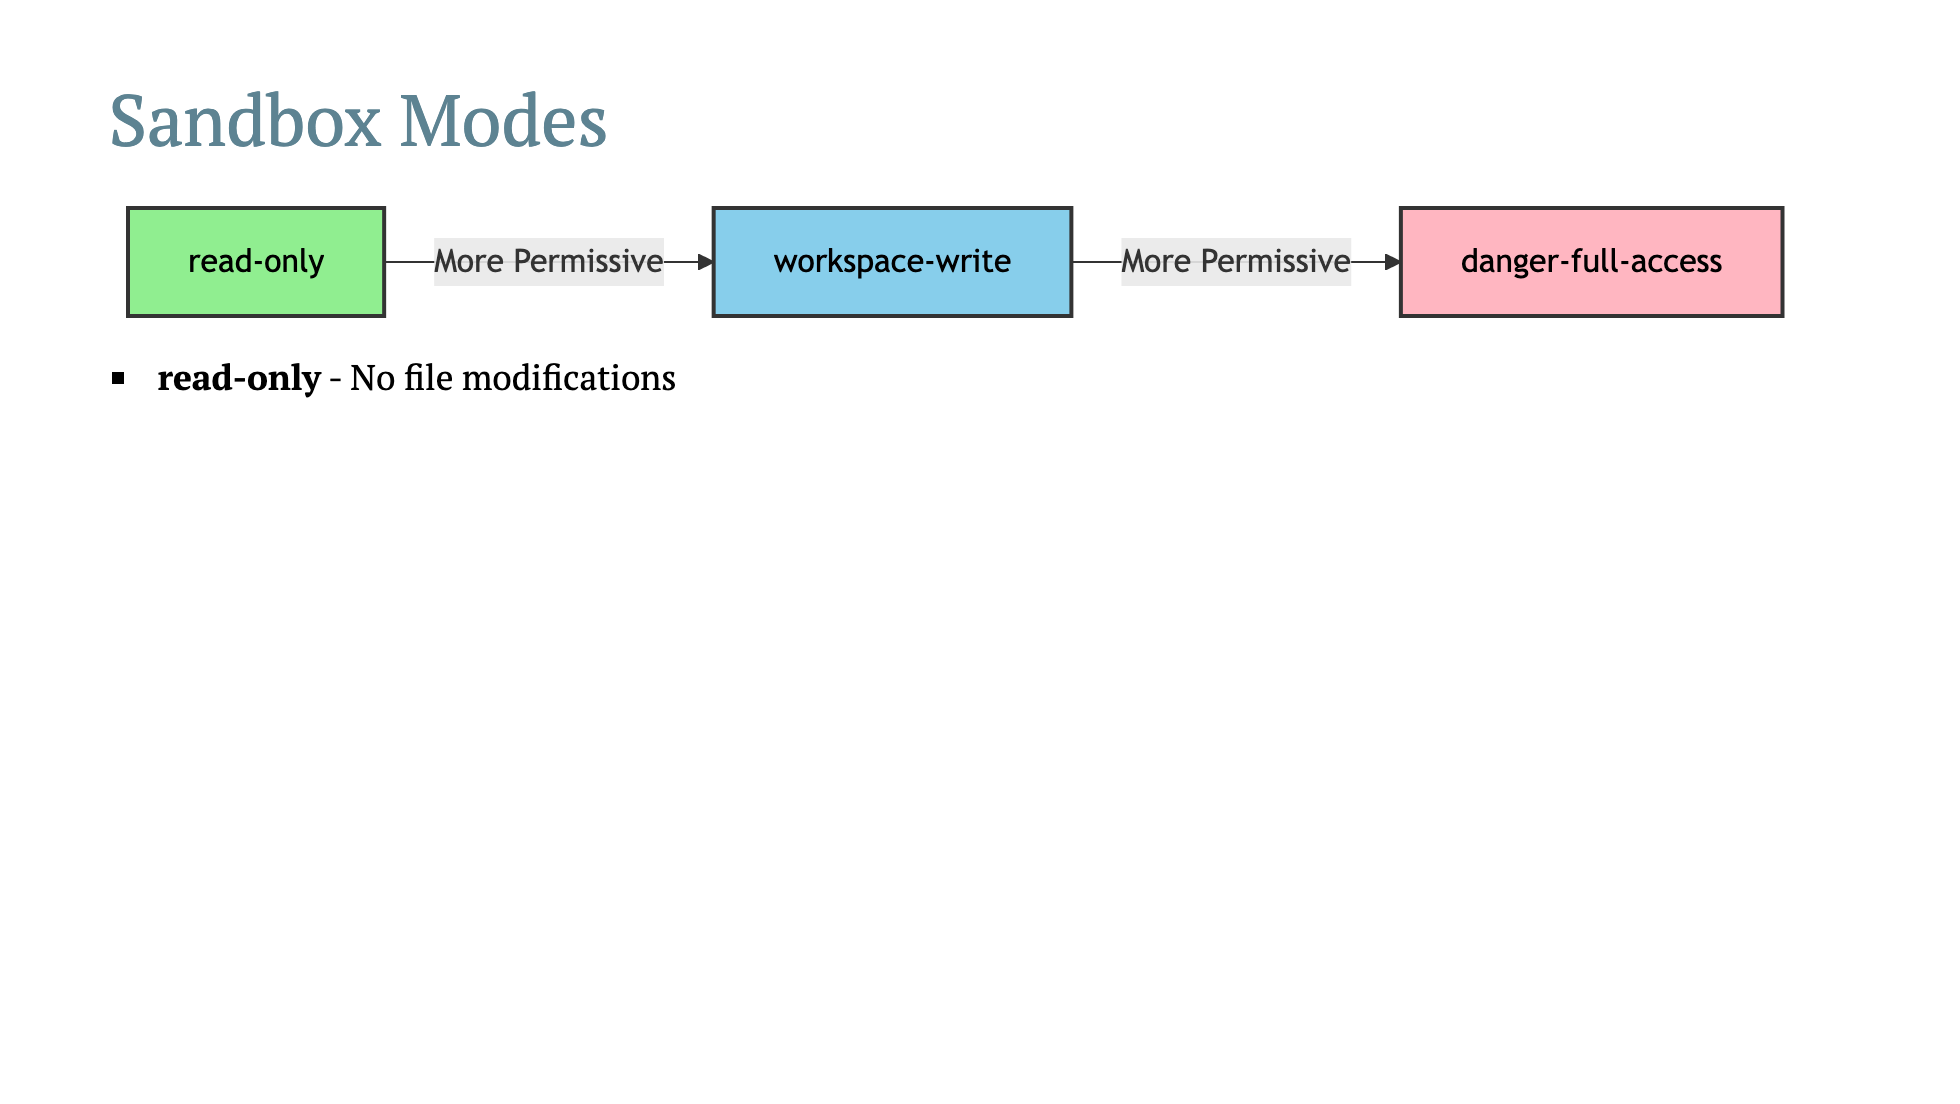 Sandbox Modes
read-only More Permissive workspace-write More Permissive danger-full-access
▪ read-only - No file modifications